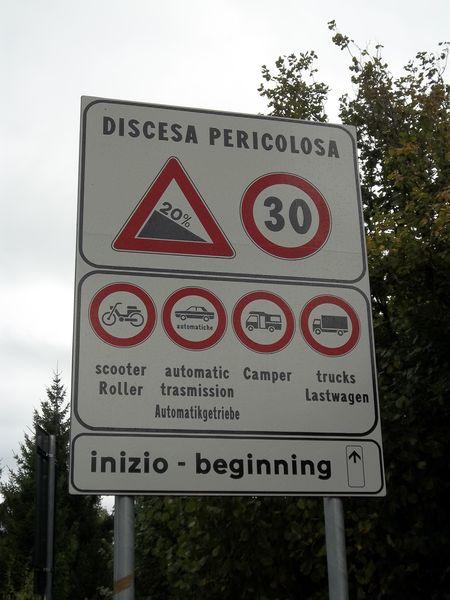 DISCESA PERICOLOSA
20% 30
automatiche
scooter automatic Camper trucks
Roller trasmission Lastwagen
Automatikgetriebe
inizio - beginning